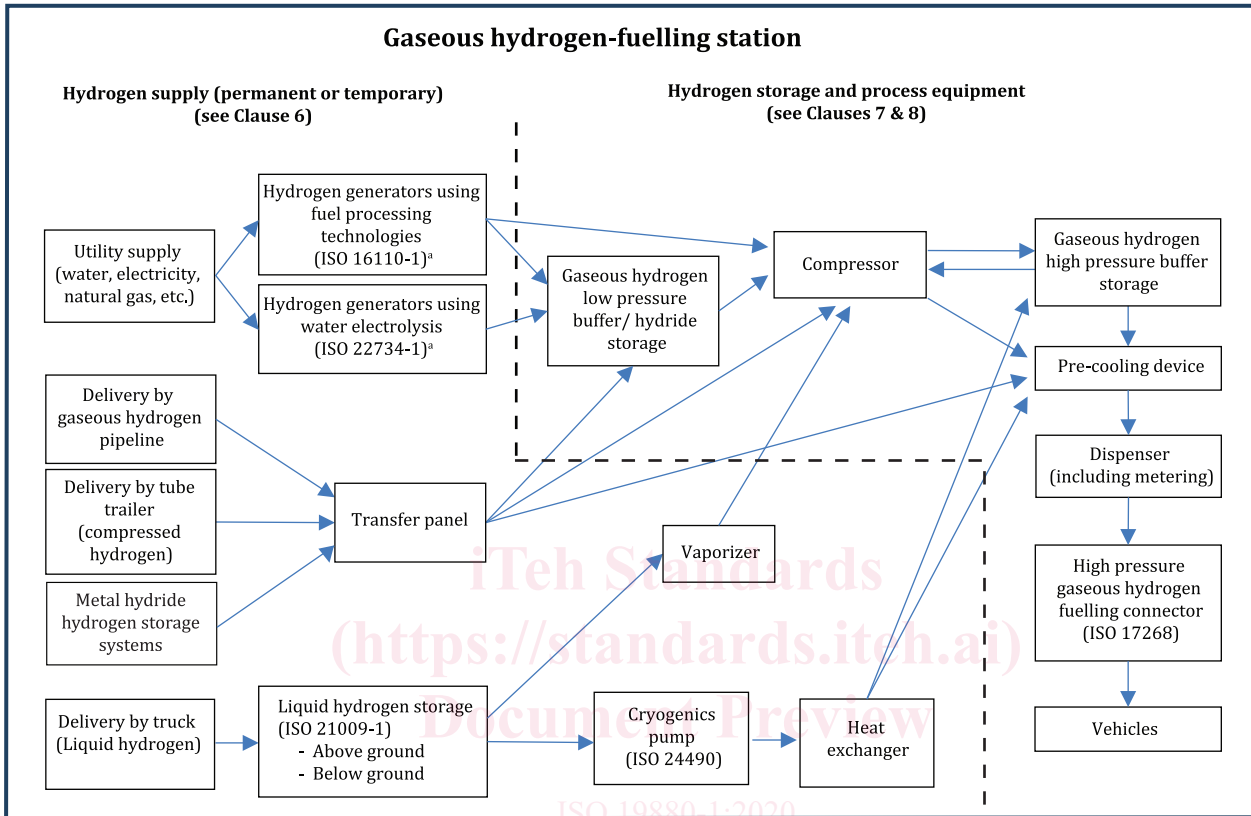 Gaseous hydrogen-fuelling station
Hydrogen supply (permanent or temporary)
(see Clause 6)
Hydrogen storage and process equipment
(see Clauses 7 & 8)
Utility supply
(water, electricity,
natural gas, etc.)
Hydrogen generators using
fuel processing
technologies
(ISO 16110-1)ᵃ
Hydrogen generators using
water electrolysis
(ISO 22734-1)ᵃ
Gaseous hydrogen
low pressure
buffer/ hydride
storage
Compressor
Gaseous hydrogen
high pressure buffer
storage
Pre-cooling device
Delivery by
gaseous hydrogen
pipeline
Delivery by tube
trailer
(compressed
hydrogen)
Metal hydride
hydrogen storage
systems
Transfer panel
Vaporizer
Dispenser
(including metering)
High pressure
gaseous hydrogen
fuelling connector
(ISO 17268)
Delivery by truck
(Liquid hydrogen)
Liquid hydrogen storage
(ISO 21009-1)
- Above ground
- Below ground
Cryogenics
pump
(ISO 24490)
Heat
exchanger
Vehicles
iTeh Standards
(https://standards.iteh.ai)
Document Preview
ISO 19880-1:2020